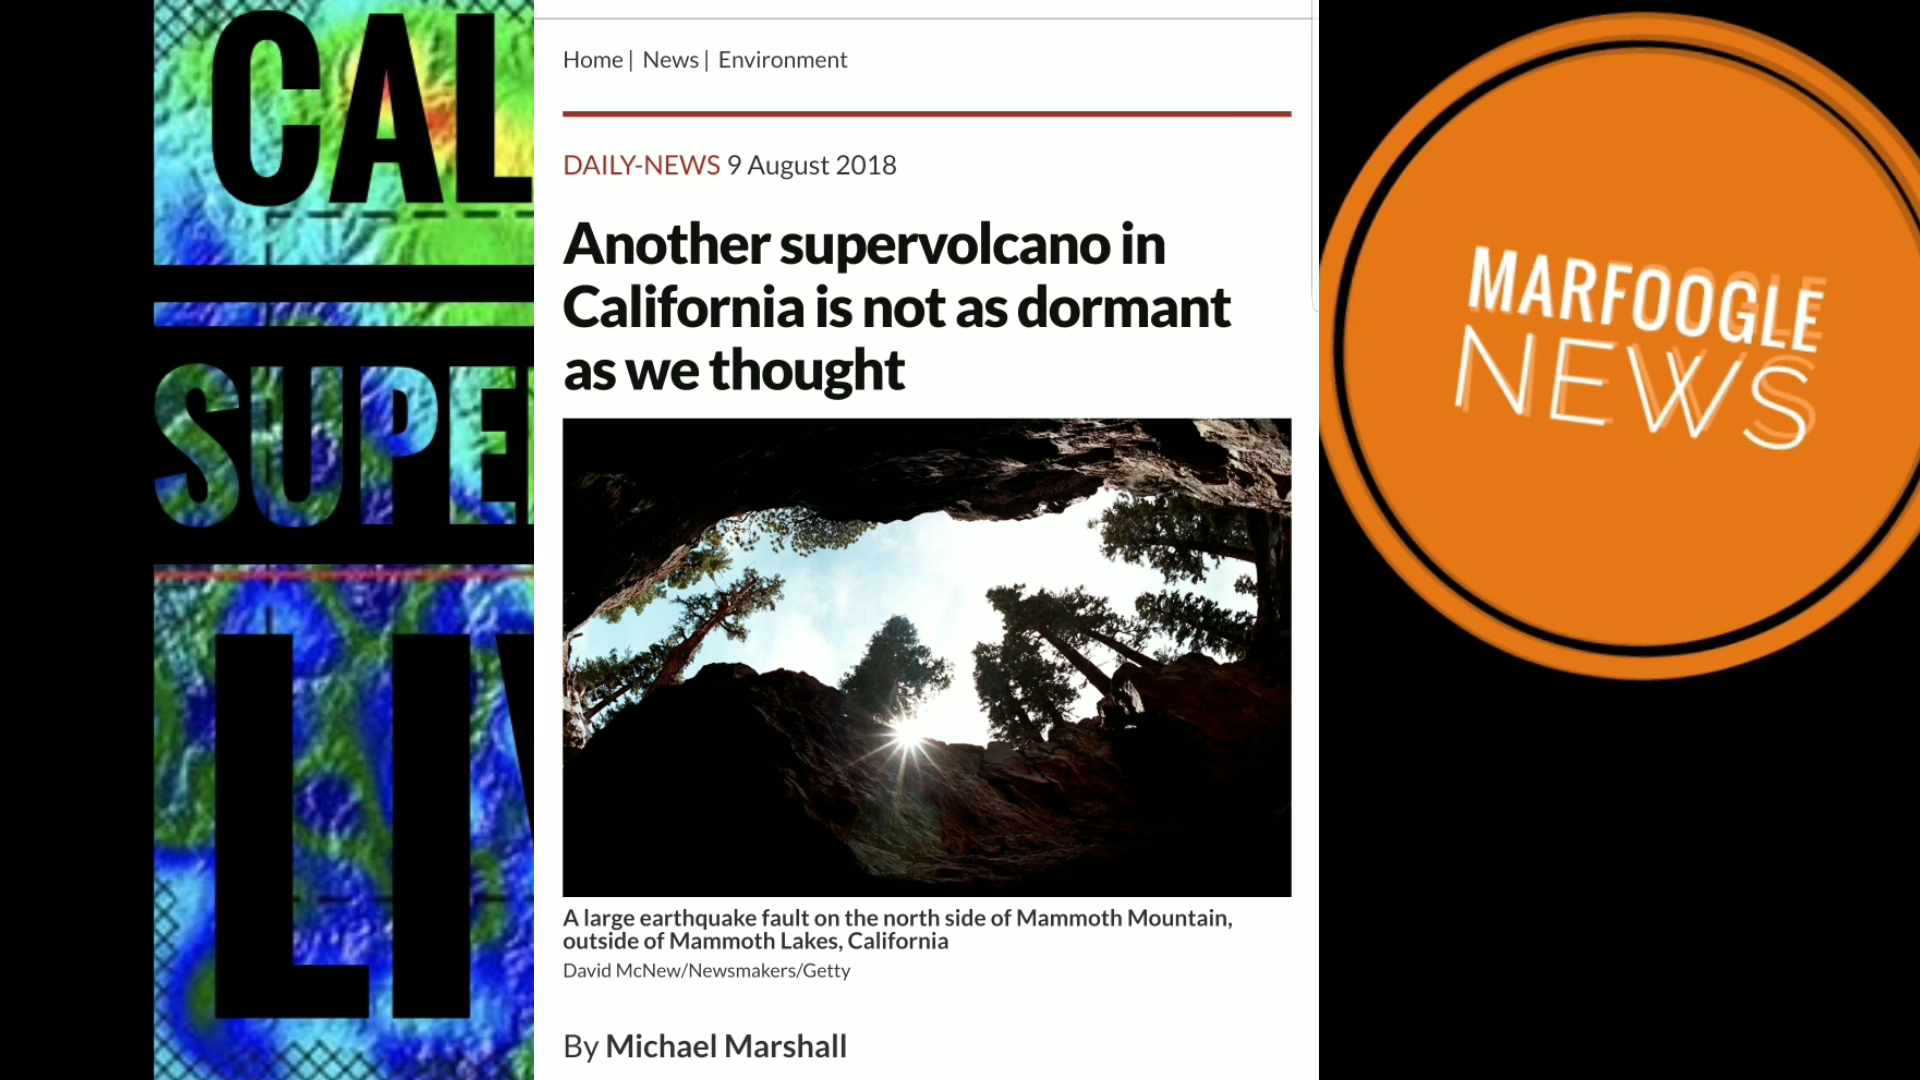 CAL
SUPE
LI
Home | News | Environment
DAILY-NEWS 9 August 2018
Another supervolcano in
California is not as dormant
as we thought
A large earthquake fault on the north side of Mammoth Mountain,
outside of Mammoth Lakes, California
David McNew/Newsmakers/Getty
By Michael Marshall
MARFOOGLE
NEWS